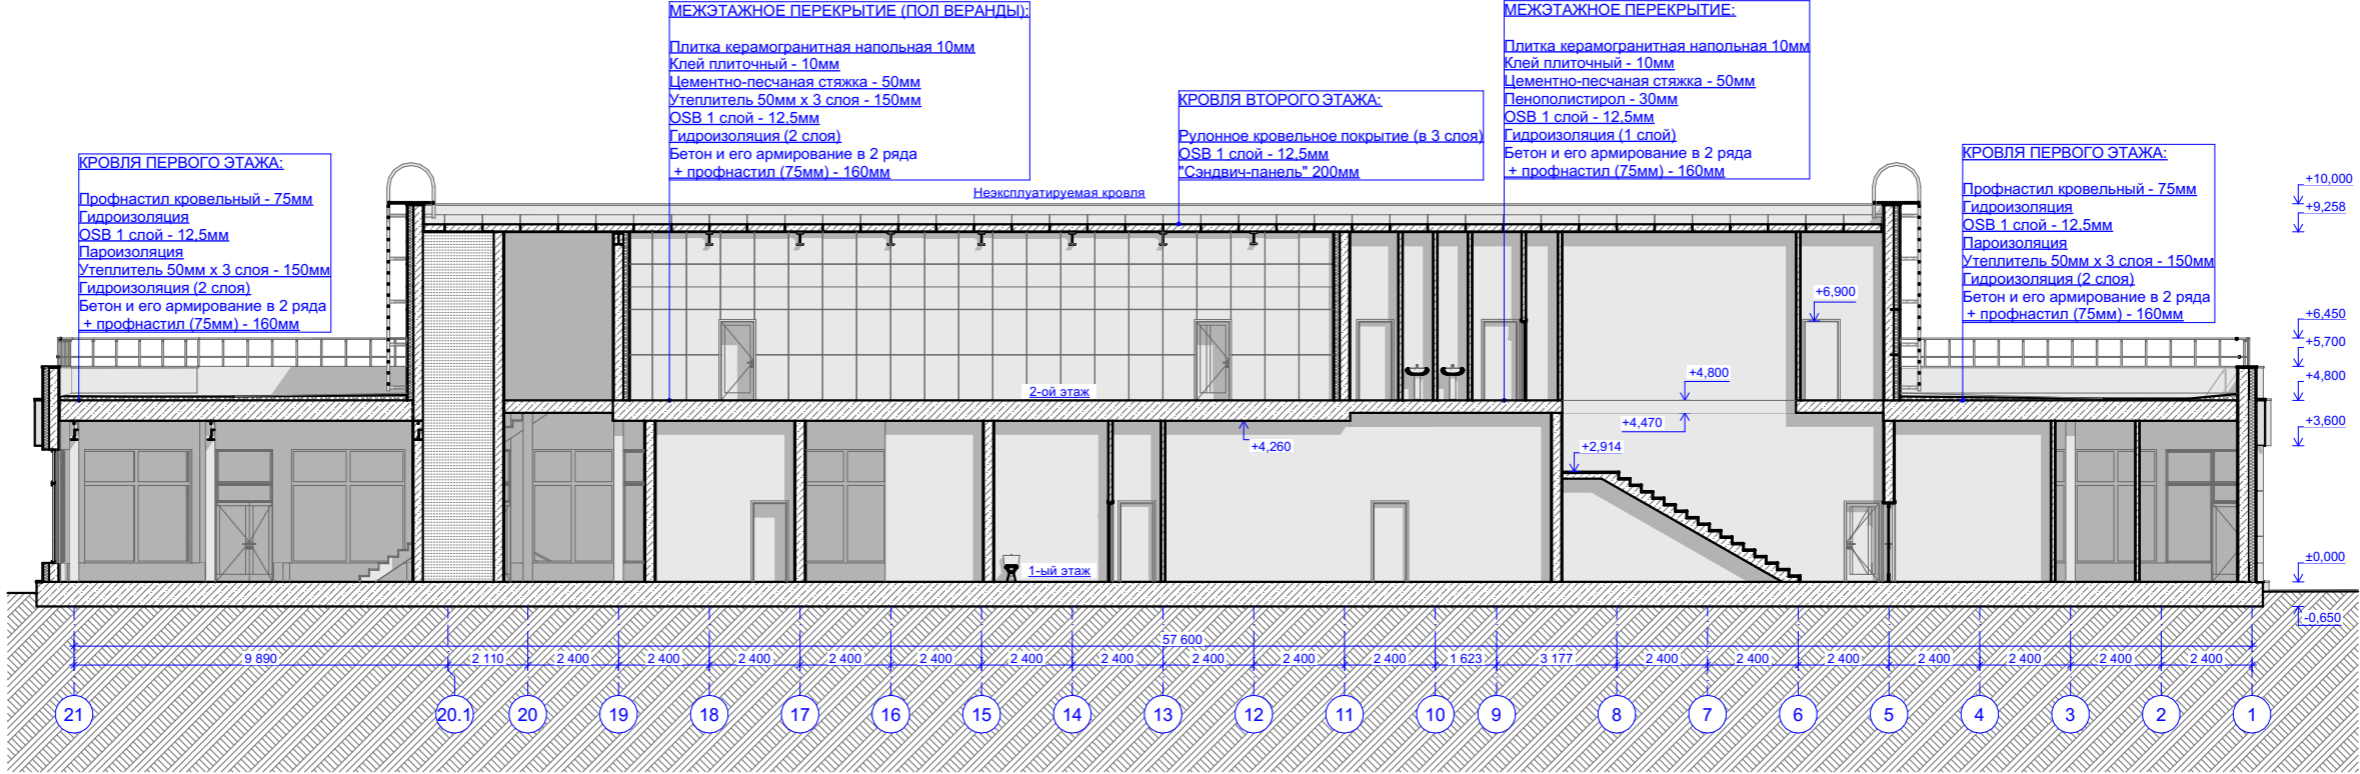 МЕЖЭТАЖНОЕ ПЕРЕКРЫТИЕ (ПОЛ ВЕРАНДЫ):
Плитка керамогранитная напольная 10мм
Клей плиточный - 10мм
Цементно-песчаная стяжка - 50мм
Утеплитель 50мм x 3 слоя - 150мм
OSB 1 слой - 12,5мм
Гидроизоляция (2 слоя)
Бетон и его армирование в 2 ряда
+ профнастил (75мм) - 160мм
МЕЖЭТАЖНОЕ ПЕРЕКРЫТИЕ:
Плитка керамогранитная напольная 10мм
Клей плиточный - 10мм
Цементно-песчаная стяжка - 50мм
Пенополистирол - 30мм
OSB 1 слой - 12,5мм
Гидроизоляция (1 слой)
Бетон и его армирование в 2 ряда
+ профнастил (75мм) - 160мм
КРОВЛЯ ВТОРОГО ЭТАЖА:
Рулонное кровельное покрытие (в 3 слоя)
OSB 1 слой - 12,5мм
"Сэндвич-панель" 200мм
КРОВЛЯ ПЕРВОГО ЭТАЖА:
Профнастил кровельный - 75мм
Гидроизоляция
OSB 1 слой - 12,5мм
Пароизоляция
Утеплитель 50мм x 3 слоя - 150мм
Гидроизоляция (2 слоя)
Бетон и его армирование в 2 ряда
+ профнастил (75мм) - 160мм
КРОВЛЯ ПЕРВОГО ЭТАЖА:
Профнастил кровельный - 75мм
Гидроизоляция
OSB 1 слой - 12,5мм
Пароизоляция
Утеплитель 50мм x 3 слоя - 150мм
Гидроизоляция (2 слоя)
Бетон и его армирование в 2 ряда
+ профнастил (75мм) - 160мм
Неэксплуатируемая кровля
+10,000
+9,258
+6,450
+5,700
+4,800
+3,600
±0,000
-0,650
+6,900
+4,800
+4,470
+2,914
+4,260
2-ой этаж
1-ый этаж
57 600
9 890 2 110 2 400 2 400 2 400 2 400 2 400 2 400 2 400 2 400 2 400 2 400 1 623 3 177 2 400 2 400 2 400 2 400 2 400 2 400 2 400
21 20.1 20 19 18 17 16 15 14 13 12 11 10 9 8 7 6 5 4 3 2 1